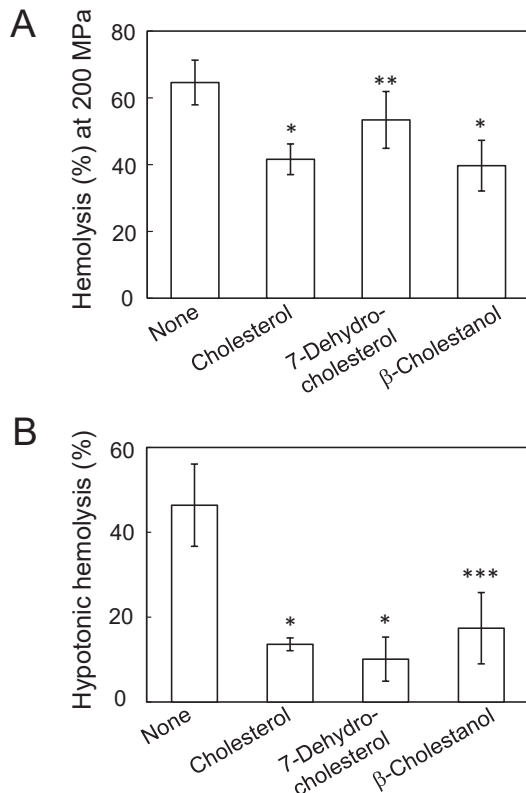 A
Hemolysis (%) at 200 MPa
80
60
40
20
0
*
**
*
None
Cholesterol
7-Dehydro-
cholesterol
β-Cholestanol
B
Hypotonic hemolysis (%)
60
40
20
0
*
*
***
None
Cholesterol
7-Dehydro-
cholesterol
β-Cholestanol